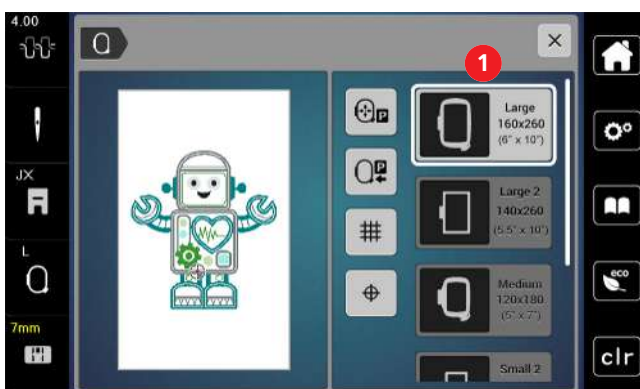 4.00
JX
L
7mm
1
P
P
Large
160x260
(6" x 10")
Large 2
140x260
(5.5" x 10")
Medium
120x180
(5" x 7")
Small 2
eco
clr